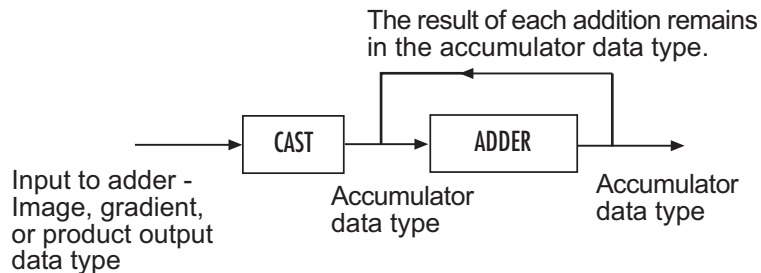 The result of each addition remains
in the accumulator data type.
CAST
ADDER
Input to adder -
Image, gradient,
or product output
data type
Accumulator
data type
Accumulator
data type